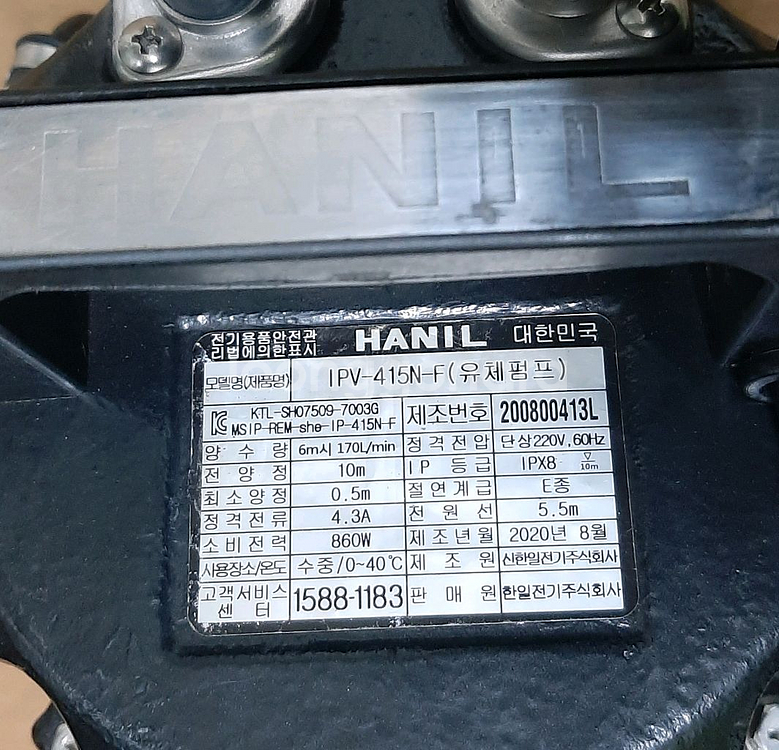 HANIL
전기용품안전관
리법에의한표시
HANIL 대한민국
모델명(제품명) IPV-415N-F(유체펌프)
KTL-SH07509-7003G
MSIP-REM-she-IP-415N-F
제조번호 200800413L
양수량 6m시 170L/min 정격전압 단상220V,60Hz
전양정 10m IP 등급 IPX8 10m
최소양정 0.5m 절연계급 E종
정격전류 4.3A 전원선 5.5m
소비전력 860W 제조년월 2020년 8월
사용장소/온도 수중/0~40℃ 제조원 신한일전기주식회사
고객서비스
센터 1588-1183 판매원 한일전기주식회사